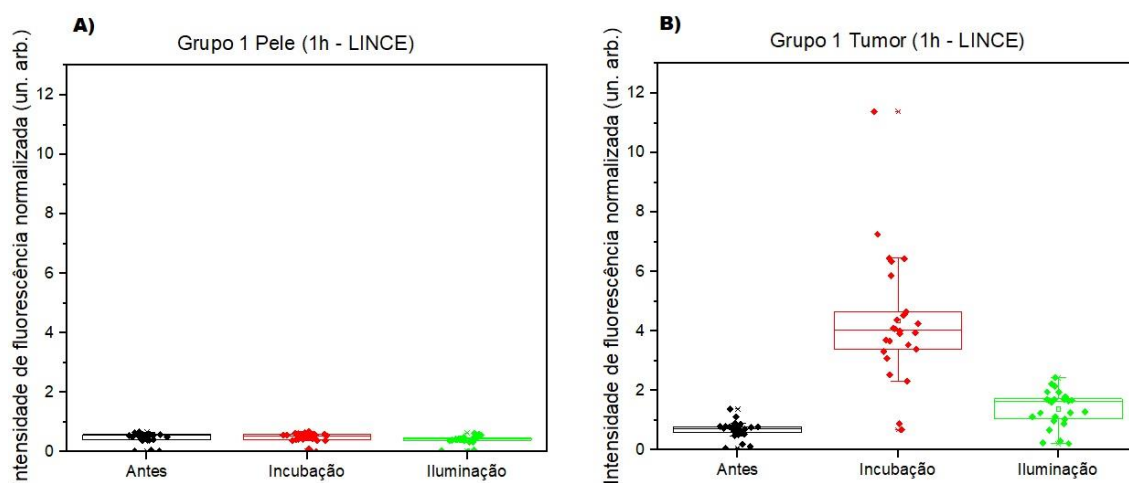 A)
Grupo 1 Pele (1h - LINCE)
ntensidade de fluorescência normalizada (un. arb.)
12
10
8
6
4
2
0
Antes
Incubação
Iluminação
B)
Grupo 1 Tumor (1h - LINCE)
Intensidade de fluorescência normalizada (un. arb.)
12
10
8
6
4
2
0
Antes
Incubação
Iluminação